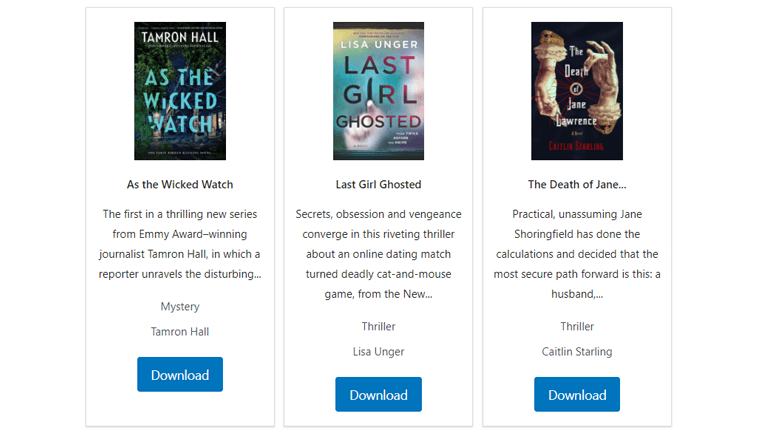 TAMRON HALL
AS THE
WICKED
WATCH
As the Wicked Watch
The first in a thrilling new series
from Emmy Award–winning
journalist Tamron Hall, in which a
reporter unravels the disturbing...
Mystery
Tamron Hall
Download
LISA UNGER
LAST
GIRL
GHOSTED
Last Girl Ghosted
Secrets, obsession and vengeance
converge in this riveting thriller
about an online dating match
turned deadly cat-and-mouse
game, from the New...
Thriller
Lisa Unger
Download
The
Death
of
Jane
Lawrence
A Novel
CAITLIN STARLING
The Death of Jane...
Practical, unassuming Jane
Shoringfield has done the
calculations and decided that the
most secure path forward is this: a
husband,...
Thriller
Caitlin Starling
Download